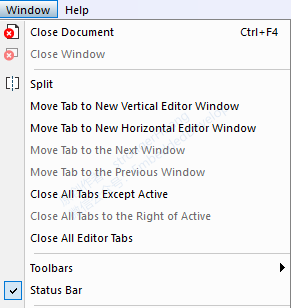 Window Help
Close Document Ctrl+F4
Close Window
Split
Move Tab to New Vertical Editor Window
Move Tab to New Horizontal Editor Window
Move Tab to the Next Window
Move Tab to the Previous Window
Close All Tabs Except Active
Close All Tabs to the Right of Active
Close All Editor Tabs
Toolbars
Status Bar